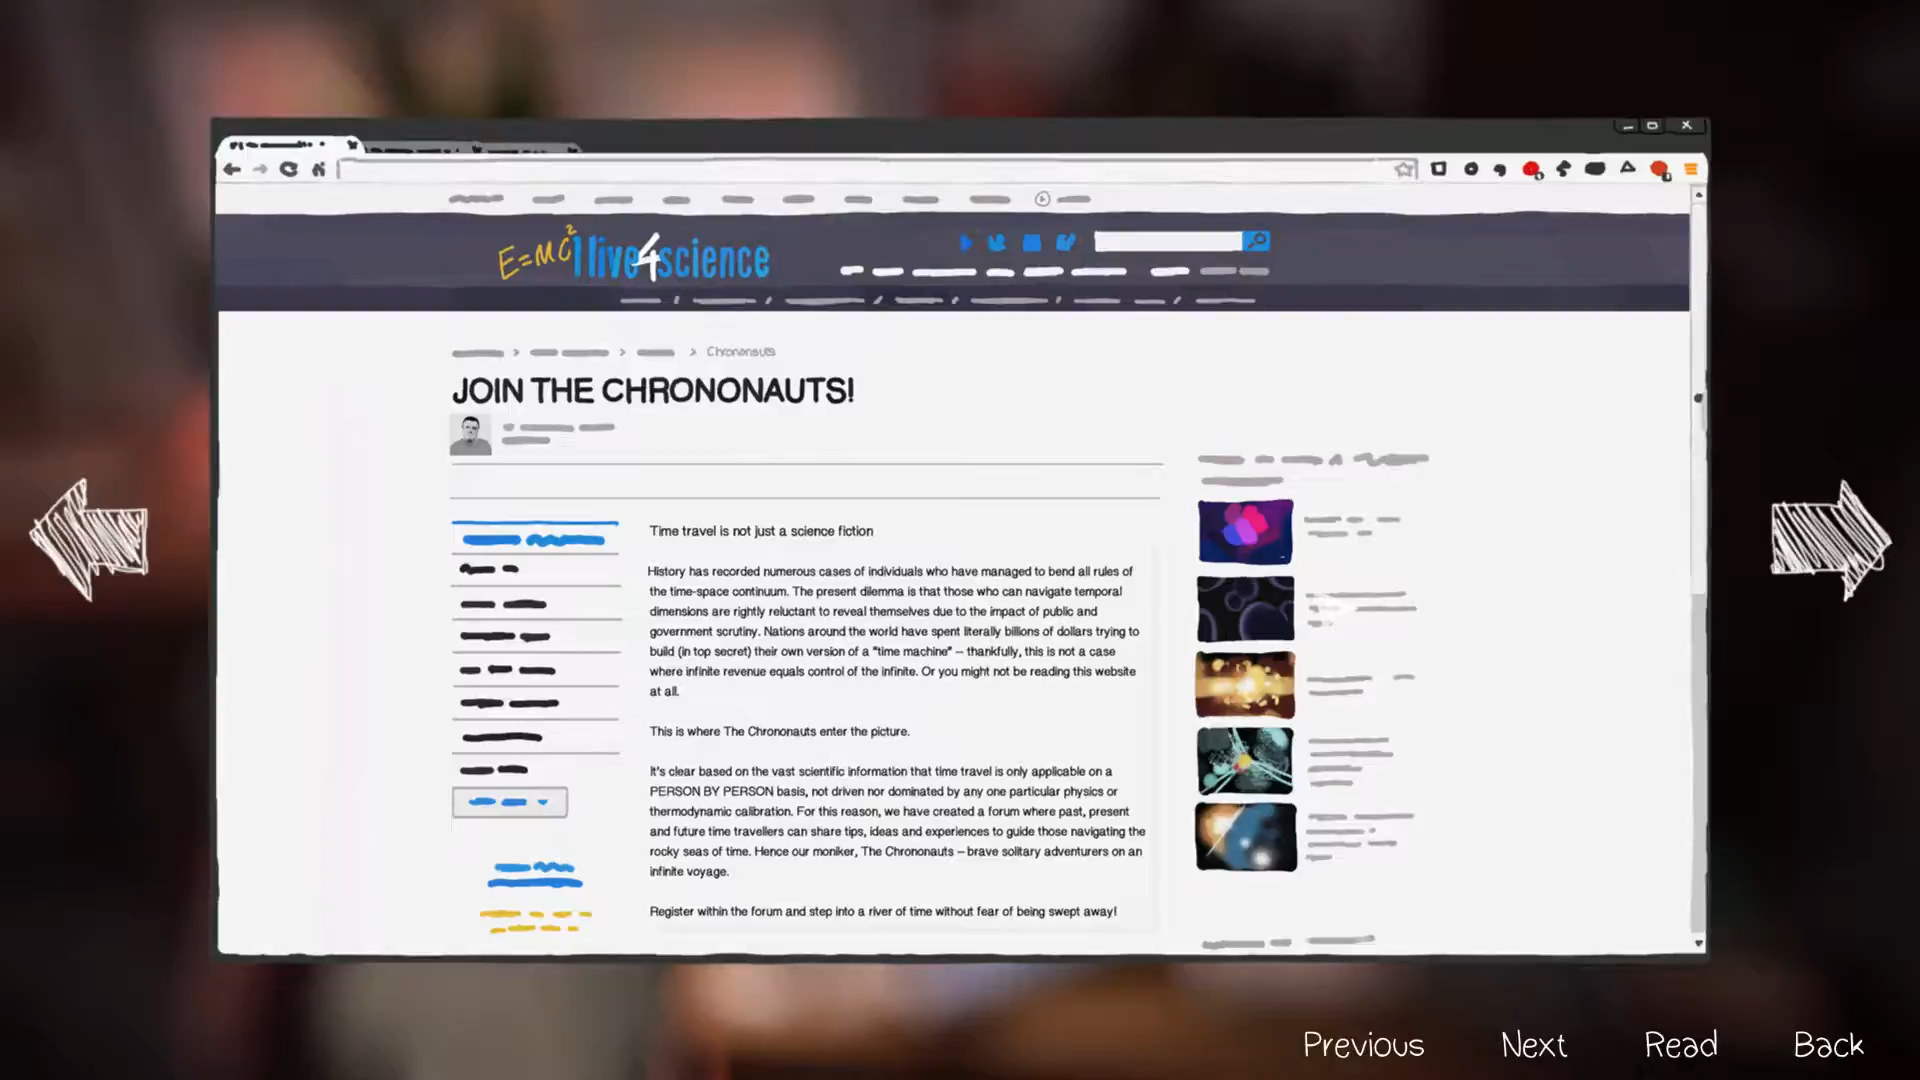 E=MC²
I live4science
Chrononauts
JOIN THE CHRONONAUTS!
Time travel is not just a science fiction
History has recorded numerous cases of individuals who have managed to bend all rules of
the time-space continuum. The present dilemma is that those who can navigate temporal
dimensions are rightly reluctant to reveal themselves due to the impact of public and
government scrutiny. Nations around the world have spent literally billions of dollars trying to
build (in top secret) their own version of a "time machine" – thankfully, this is not a case
where infinite revenue equals control of the infinite. Or you might not be reading this website
at all.
This is where The Chrononauts enter the picture.
It's clear based on the vast scientific information that time travel is only applicable on a
PERSON BY PERSON basis, not driven nor dominated by any one particular physics or
thermodynamic calibration. For this reason, we have created a forum where past, present
and future time travellers can share tips, ideas and experiences to guide those navigating the
rocky seas of time. Hence our moniker, The Chrononauts – brave solitary adventurers on an
infinite voyage.
Register within the forum and step into a river of time without fear of being swept away!
Previous Next Read Back